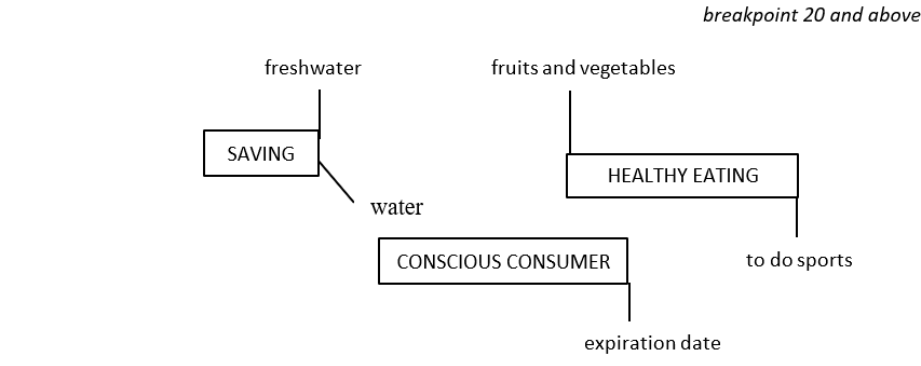 breakpoint 20 and above
freshwater
fruits and vegetables
SAVING
HEALTHY EATING
water
CONSCIOUS CONSUMER
to do sports
expiration date